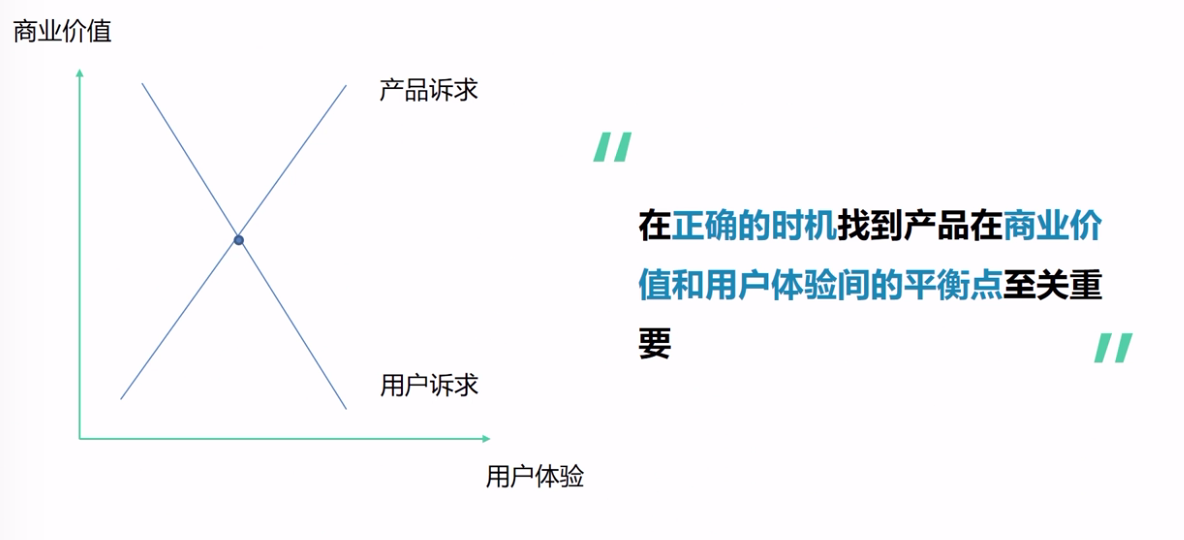 商业价值
产品诉求
用户诉求
用户体验
在正确的时机找到产品在商业价
值和用户体验间的平衡点至关重
要